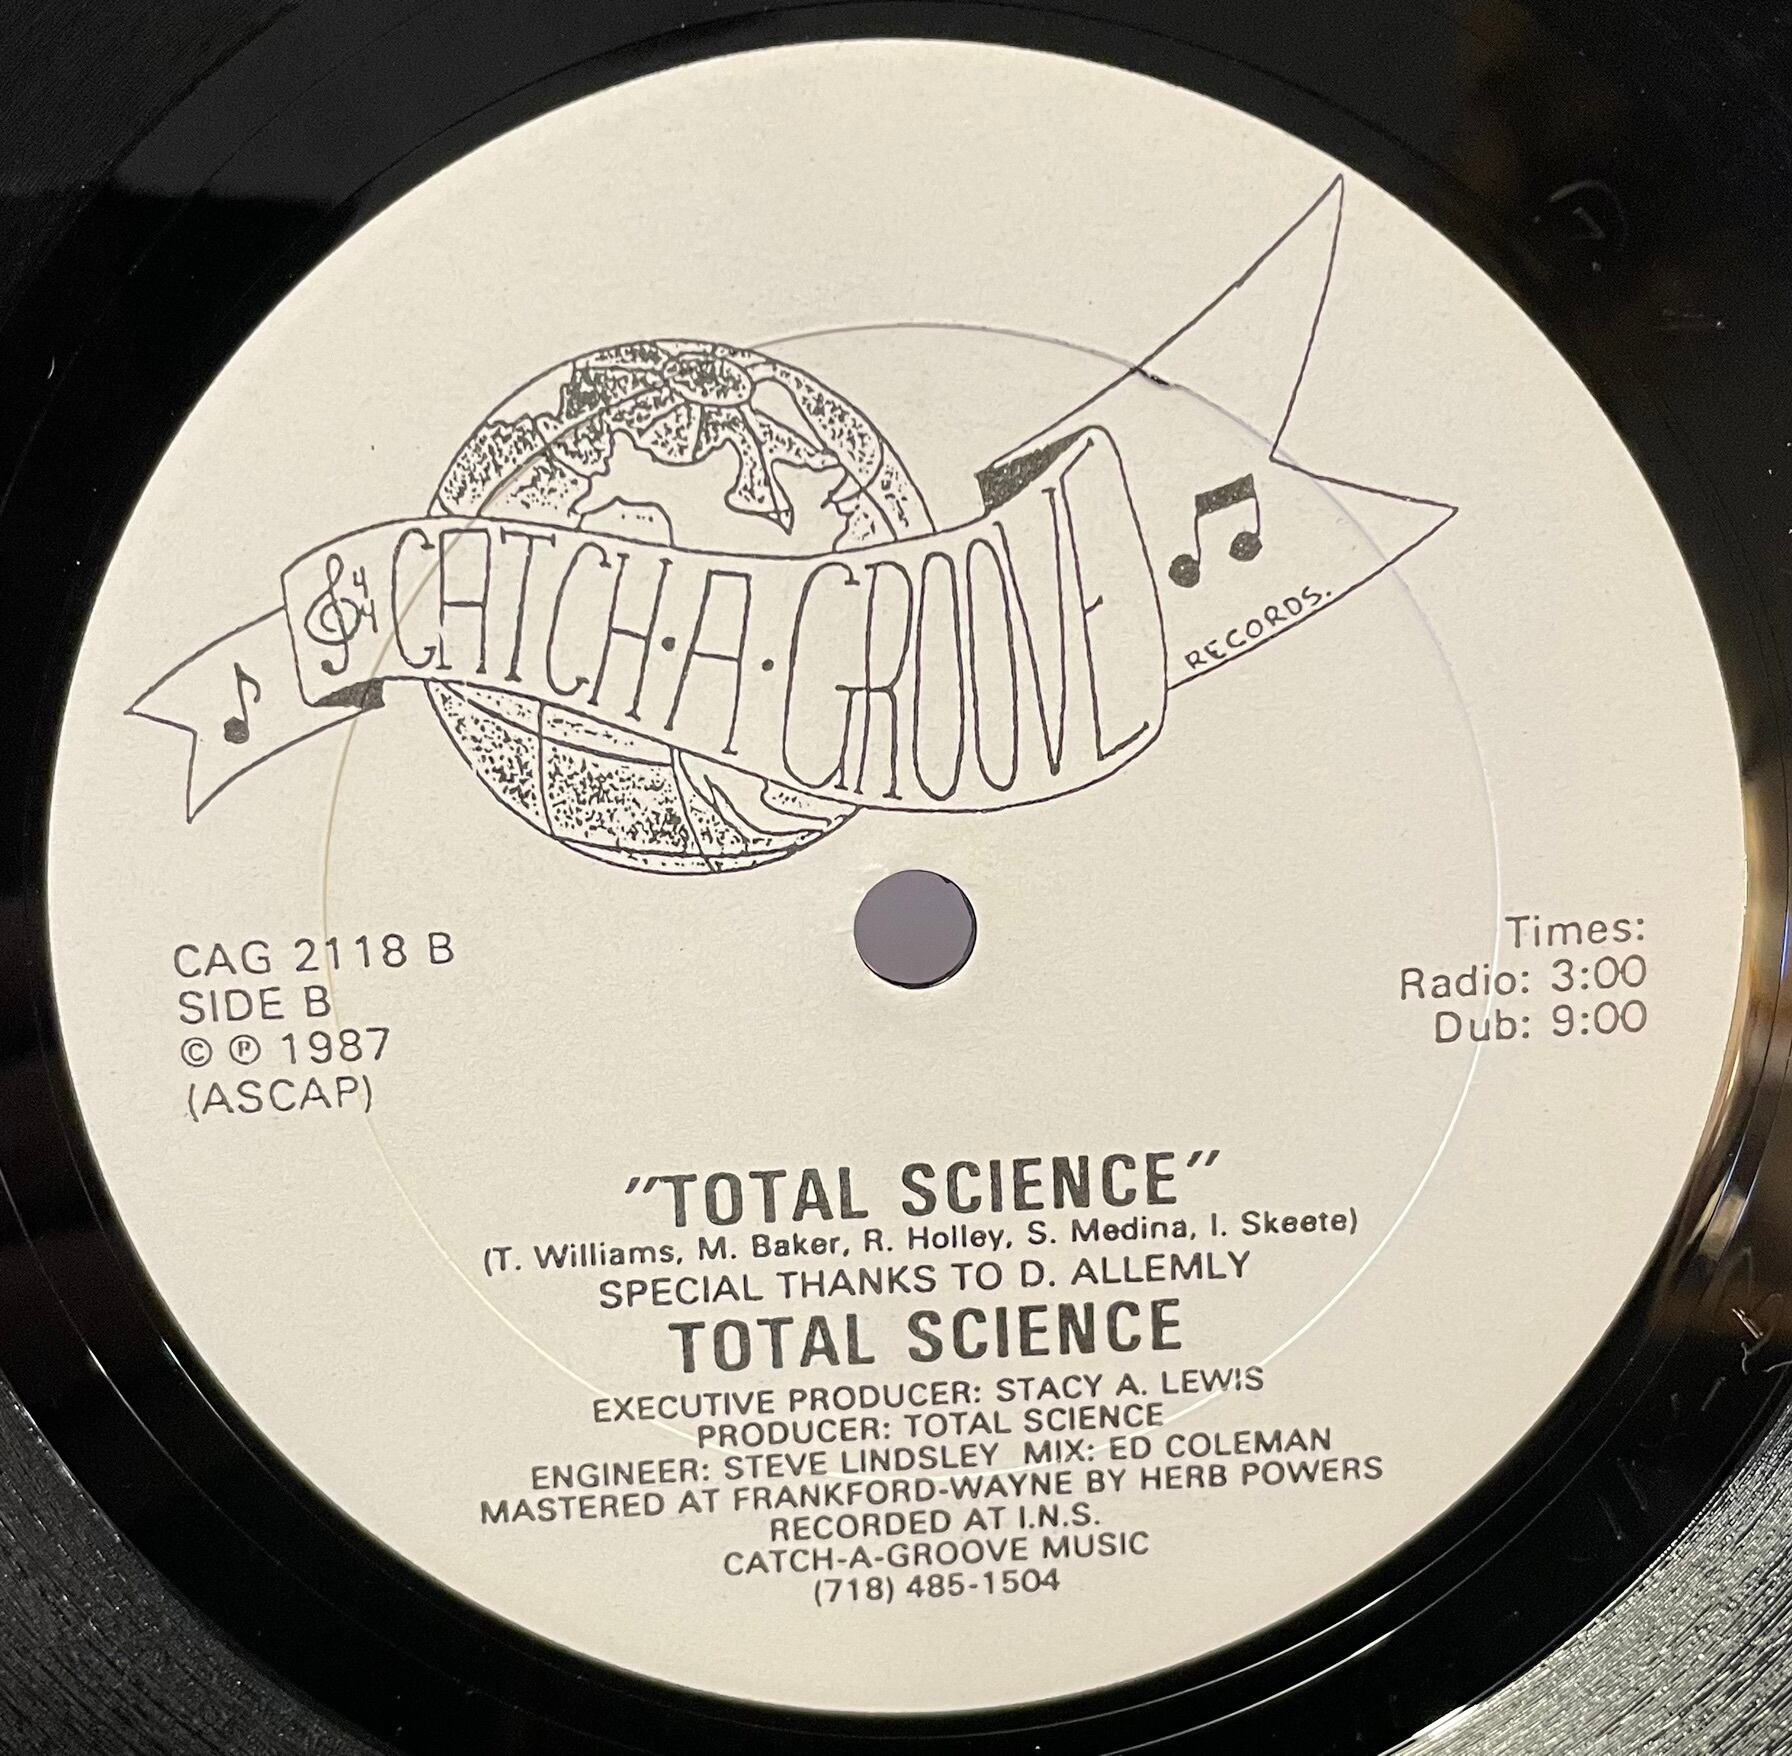 CATCH·A·GROOVE
RECORDS.
CAG 2118 B
SIDE B
© ℗ 1987
(ASCAP)
Times:
Radio: 3:00
Dub: 9:00
"TOTAL SCIENCE"
(T. Williams, M. Baker, R. Holley, S. Medina, I. Skeete)
SPECIAL THANKS TO D. ALLEMLY
TOTAL SCIENCE
EXECUTIVE PRODUCER: STACY A. LEWIS
PRODUCER: TOTAL SCIENCE
ENGINEER: STEVE LINDSLEY MIX: ED COLEMAN
MASTERED AT FRANKFORD-WAYNE BY HERB POWERS
RECORDED AT I.N.S.
CATCH-A-GROOVE MUSIC
(718) 485-1504